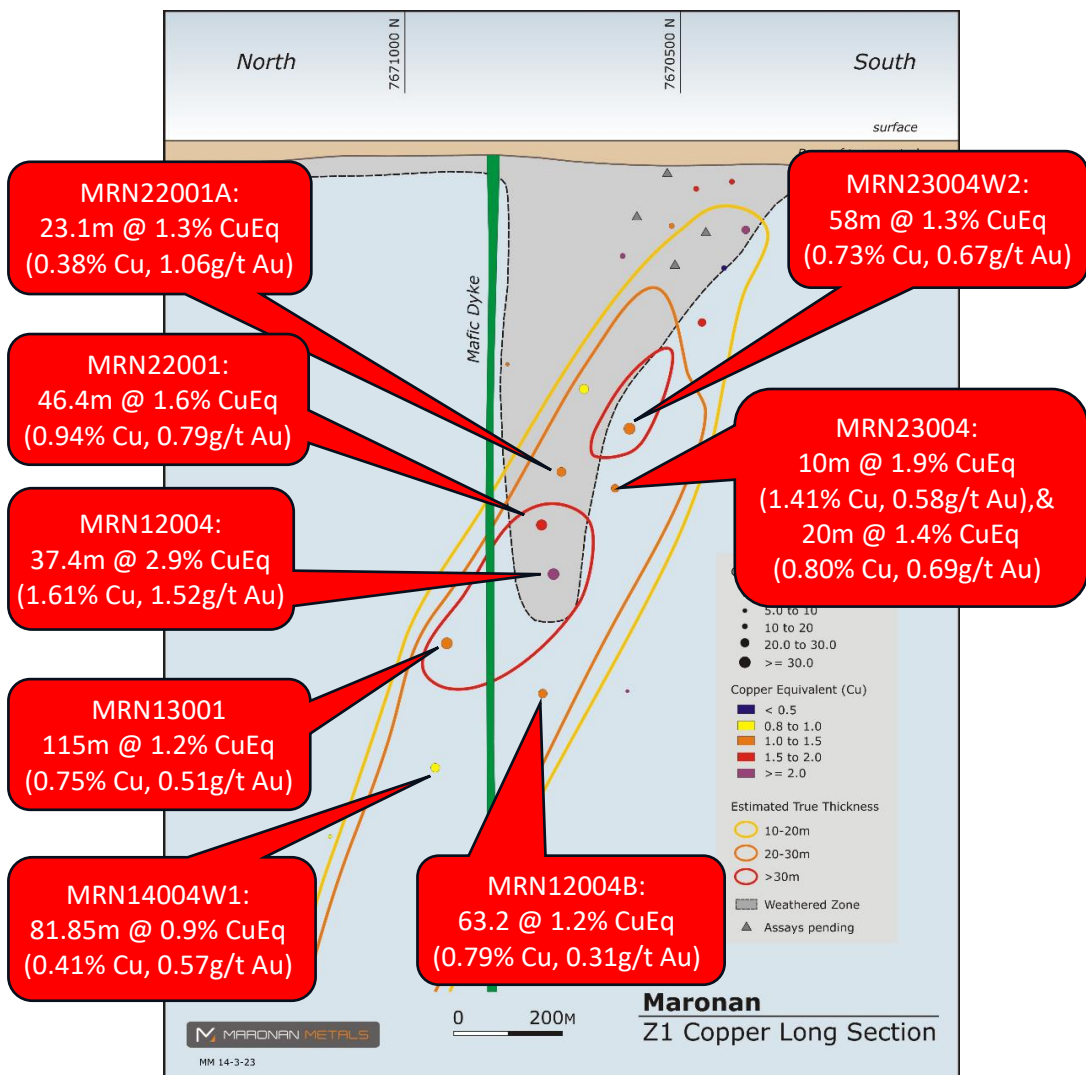 North
7671000 N
7670500 N
South
surface
MRN22001A:
23.1m @ 1.3% CuEq
(0.38% Cu, 1.06g/t Au)
MRN23004W2:
58m @ 1.3% CuEq
(0.73% Cu, 0.67g/t Au)
Mafic Dyke
MRN22001:
46.4m @ 1.6% CuEq
(0.94% Cu, 0.79g/t Au)
MRN23004:
10m @ 1.9% CuEq
(1.41% Cu, 0.58g/t Au),&
20m @ 1.4% CuEq
(0.80% Cu, 0.69g/t Au)
MRN12004:
37.4m @ 2.9% CuEq
(1.61% Cu, 1.52g/t Au)
5.0 to 10
10 to 20
20.0 to 30.0
>= 30.0
Copper Equivalent (Cu)
< 0.5
0.8 to 1.0
1.0 to 1.5
1.5 to 2.0
>= 2.0
Estimated True Thickness
10-20m
20-30m
>30m
Weathered Zone
Assays pending
MRN13001
115m @ 1.2% CuEq
(0.75% Cu, 0.51g/t Au)
MRN14004W1:
81.85m @ 0.9% CuEq
(0.41% Cu, 0.57g/t Au)
MRN12004B:
63.2 @ 1.2% CuEq
(0.79% Cu, 0.31g/t Au)
Maronan
Z1 Copper Long Section
0 200M
MARONAN METALS
MM 14-3-23